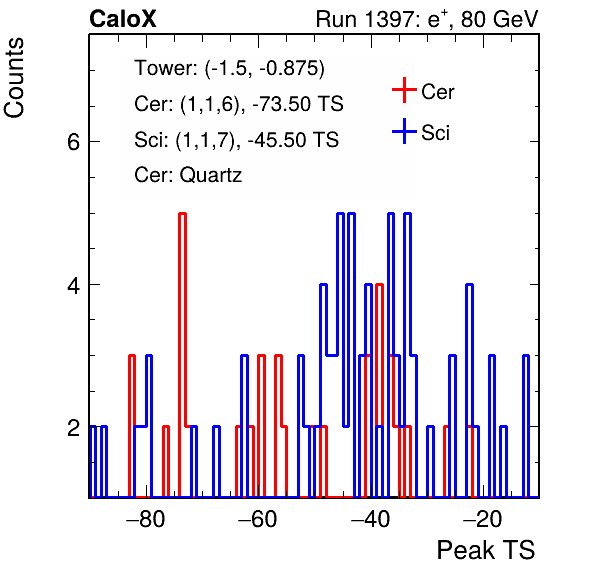 CaloX Run 1397: e⁺, 80 GeV
Counts
Tower: (-1.5, -0.875)
Cer: (1,1,6), -73.50 TS
Sci: (1,1,7), -45.50 TS
Cer: Quartz
Cer
Sci
6
4
2
−80 −60 −40 −20
Peak TS